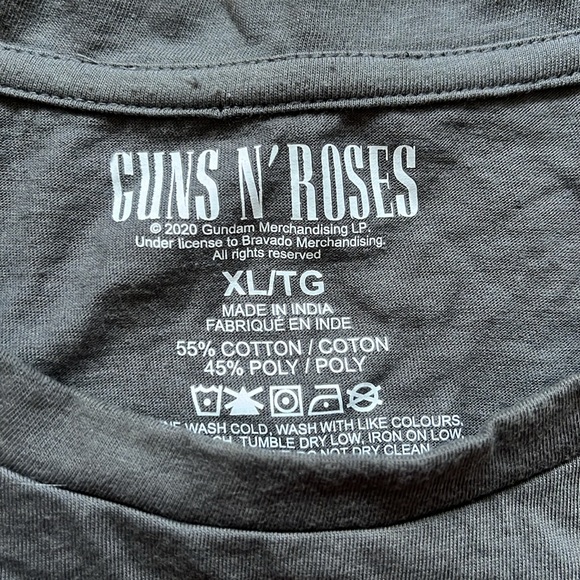 GUNS N' ROSES
© 2020 Gundam Merchandising LP.
Under license to Bravado Merchandising.
All rights reserved
XL/TG
MADE IN INDIA
FABRIQUÉ EN INDE
55% COTTON / COTON
45% POLY / POLY
WASH COLD, WASH WITH LIKE COLOURS,
TUMBLE DRY LOW, IRON ON LOW,
DO NOT DRY CLEAN